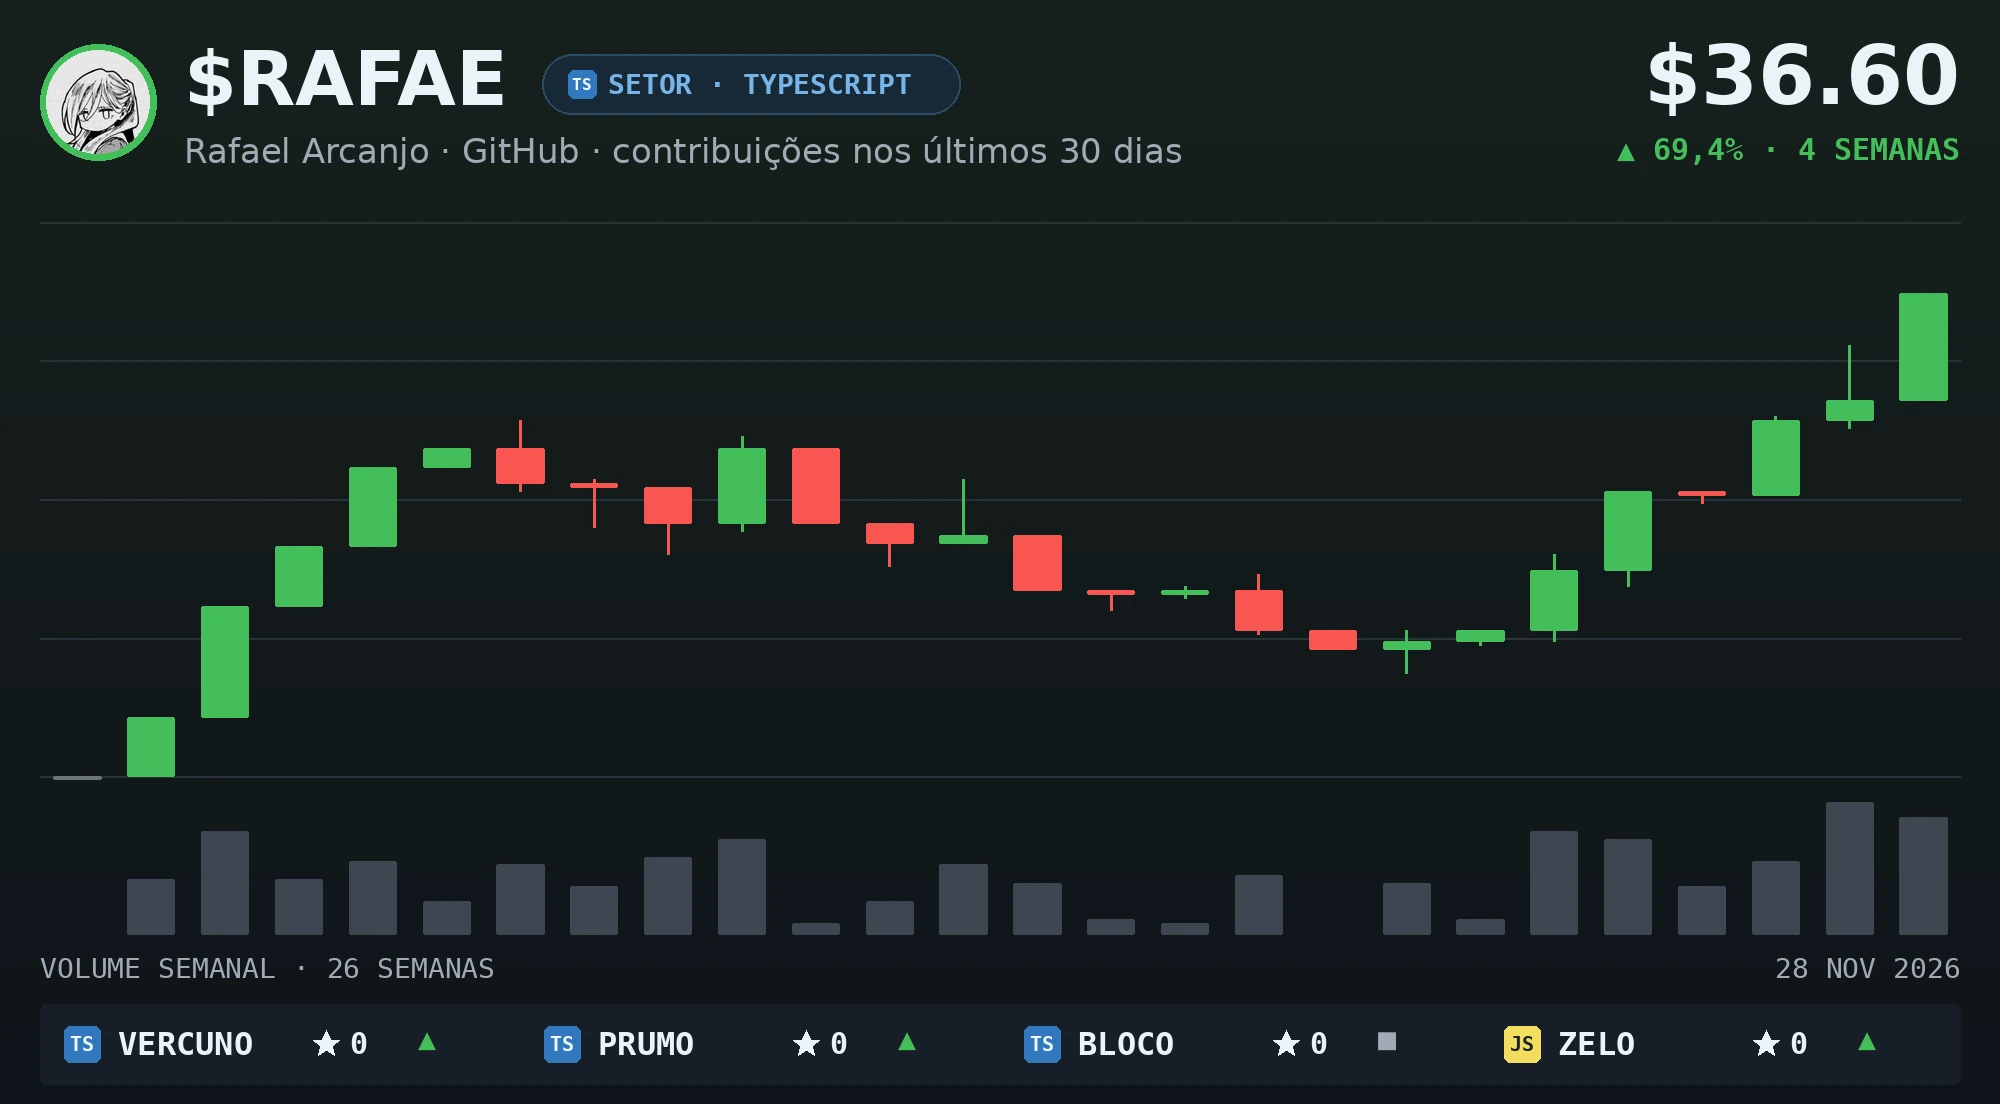 $RAFAE
TS SETOR · TYPESCRIPT
$36.60
Rafael Arcanjo · GitHub · contribuições nos últimos 30 dias
▲ 69,4% · 4 SEMANAS
VOLUME SEMANAL · 26 SEMANAS
28 NOV 2026
TS VERCUNO ★ 0 ▲
TS PRUMO ★ 0 ▲
TS BLOCO ★ 0 ■
JS ZELO ★ 0 ▲